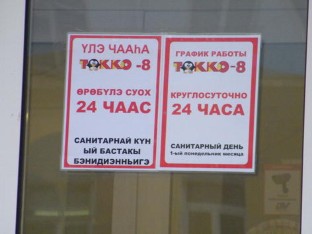 ҮЛЭ ЧААҺА
ТОККО -8
ӨРӨБҮЛЭ СУОХ
24 ЧААС
САНИТАРНАЙ КҮН
ЫЙ БАСТАКЫ
БЭНИДИЭННЬИГЭ
ГРАФИК РАБОТЫ
ТОККО -8
КРУГЛОСУТОЧНО
24 ЧАСА
САНИТАРНЫЙ ДЕНЬ
1-ый понедельник месяца